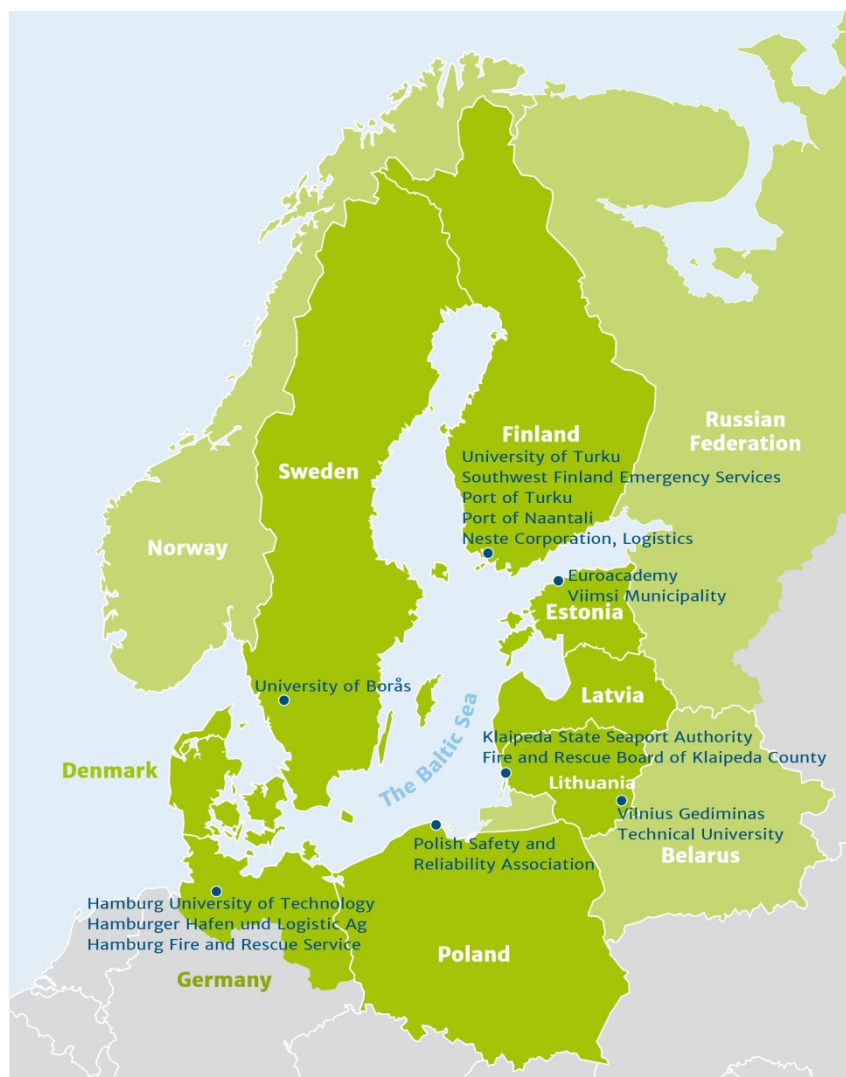 Finland
University of Turku
Southwest Finland Emergency Services
Port of Turku
Port of Naantali
Neste Corporation, Logistics
Russian
Federation
Sweden
Norway
Euroacademy
Viimsi Municipality
Estonia
University of Borås
Latvia
The Baltic Sea
Klaipeda State Seaport Authority
Fire and Rescue Board of Klaipeda County
Denmark
Lithuania
Vilnius Gediminas
Technical University
Belarus
Polish Safety and
Reliability Association
Hamburg University of Technology
Hamburger Hafen und Logistic Ag
Hamburg Fire and Rescue Service
Germany
Poland